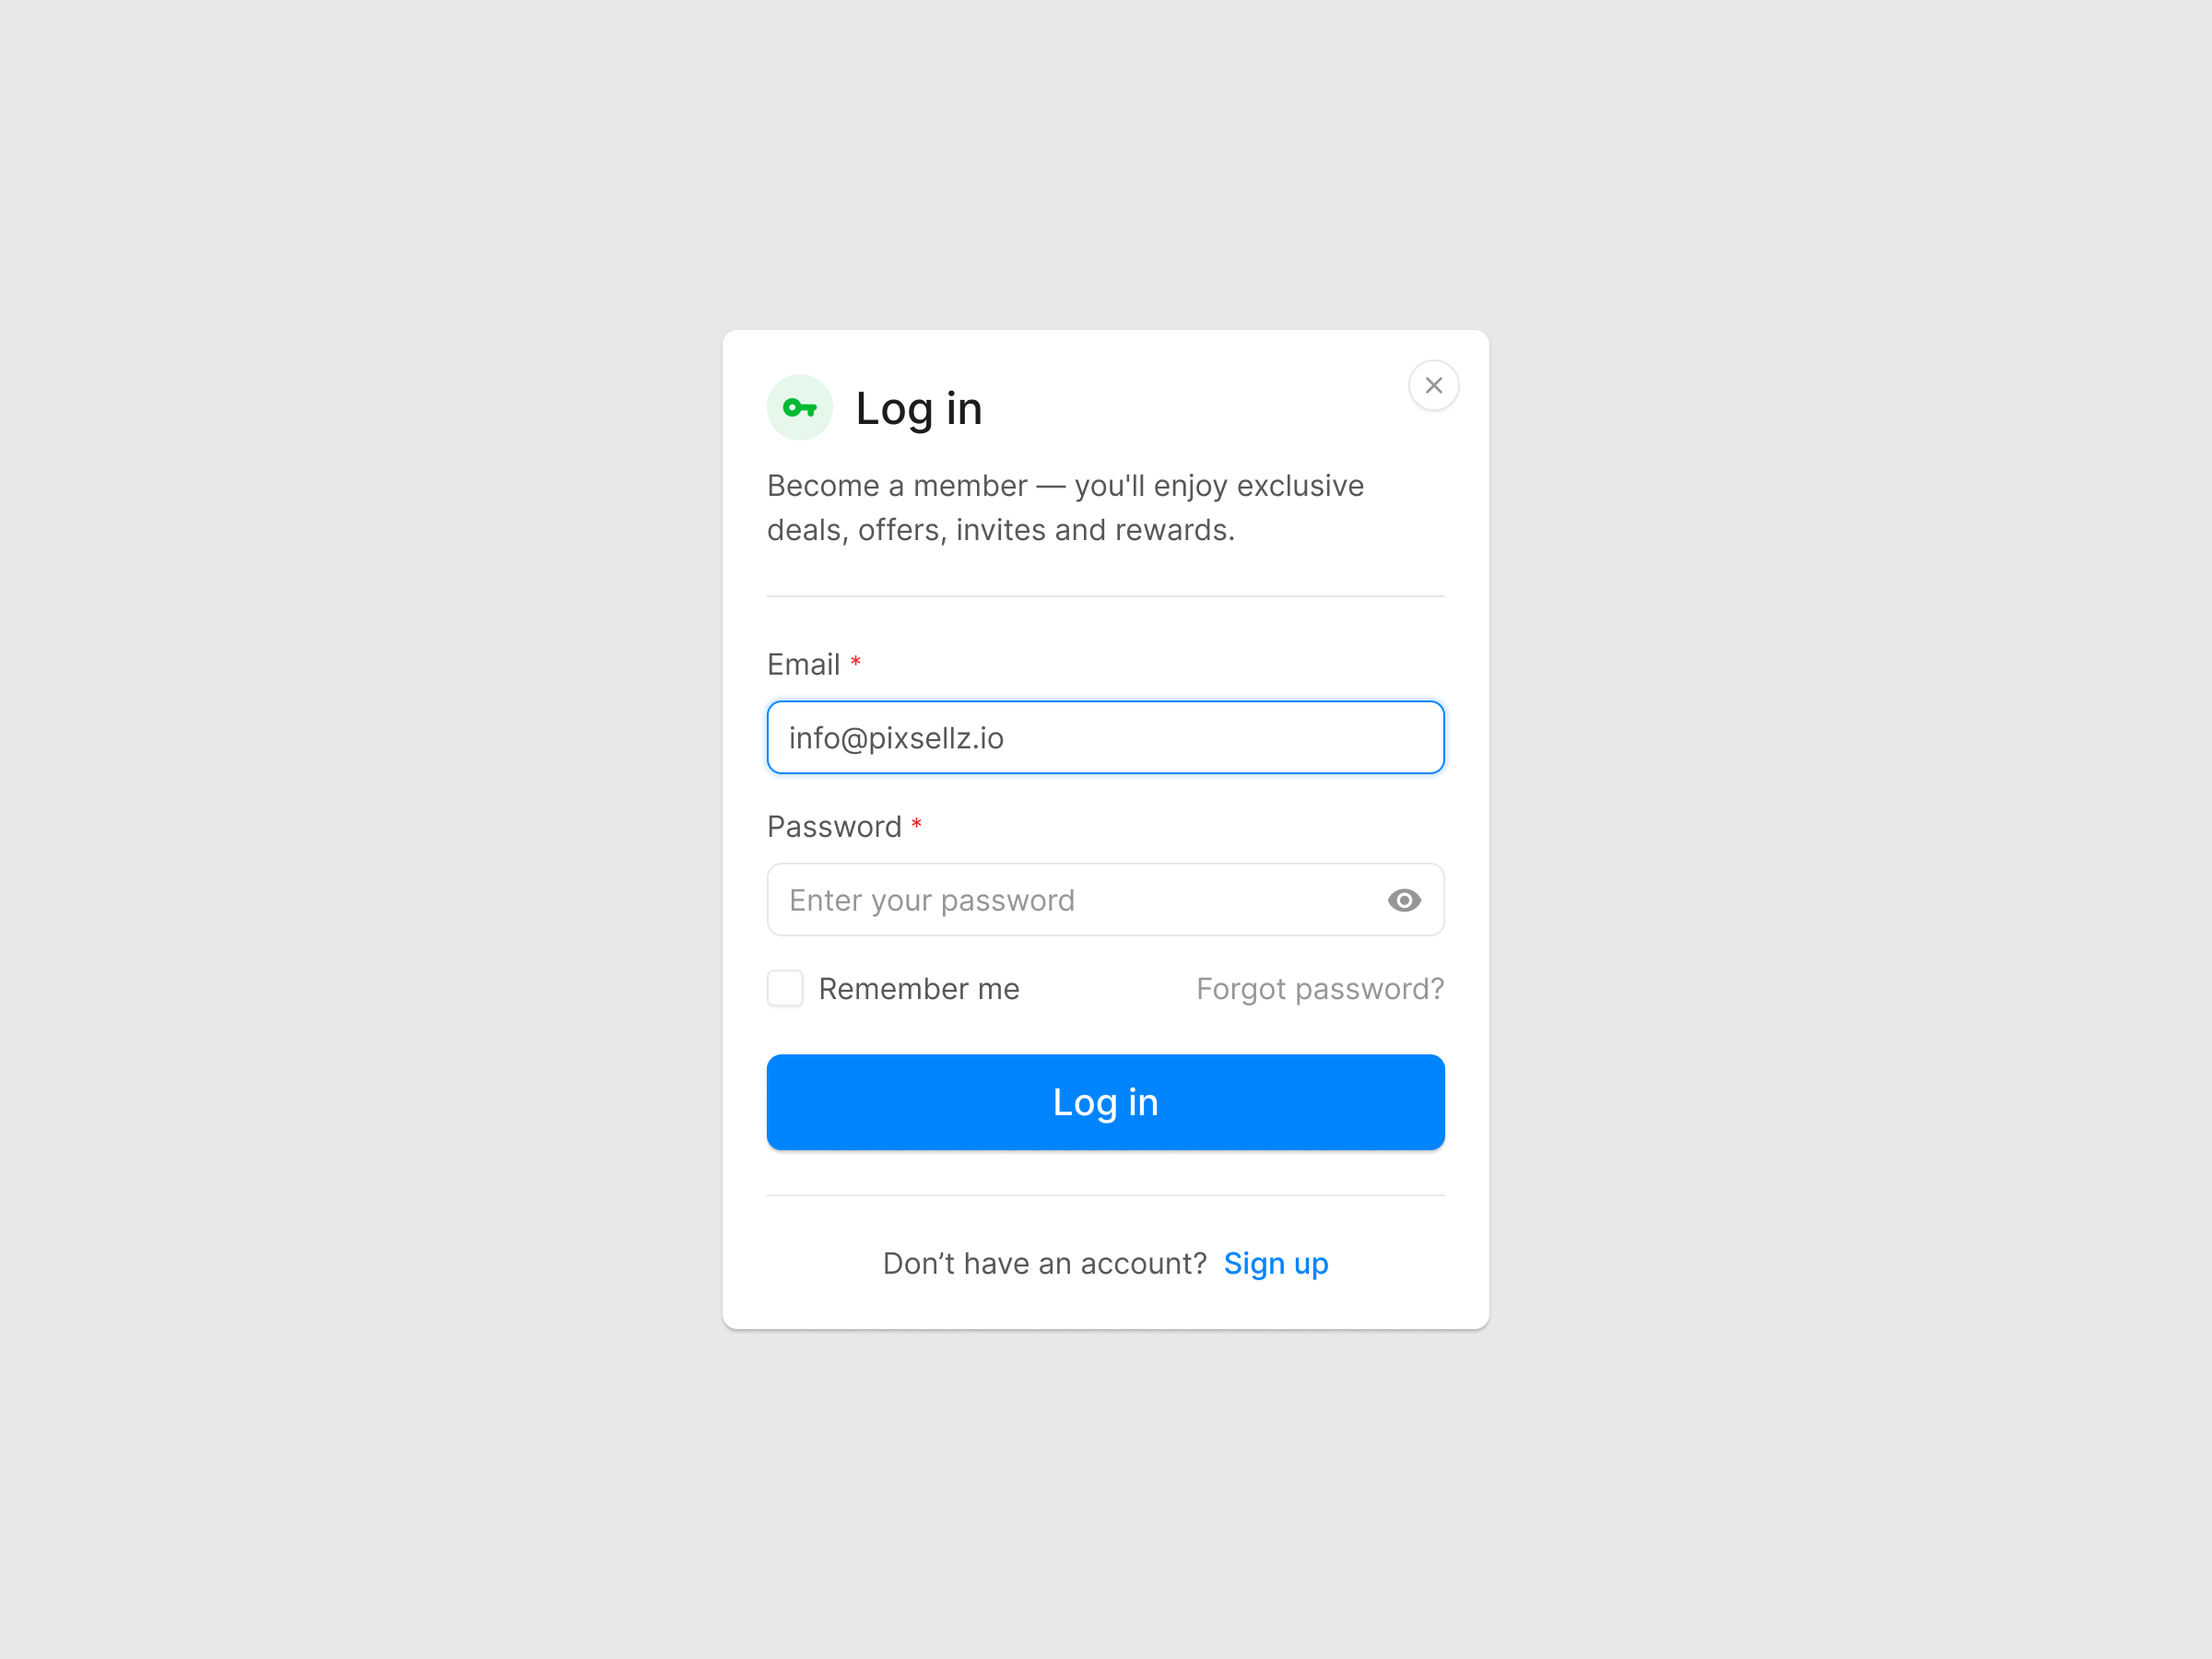 Log in
Become a member — you'll enjoy exclusive
deals, offers, invites and rewards.
Email *
info@pixsellz.io
Password *
Enter your password
Remember me
Forgot password?
Log in
Don’t have an account? Sign up